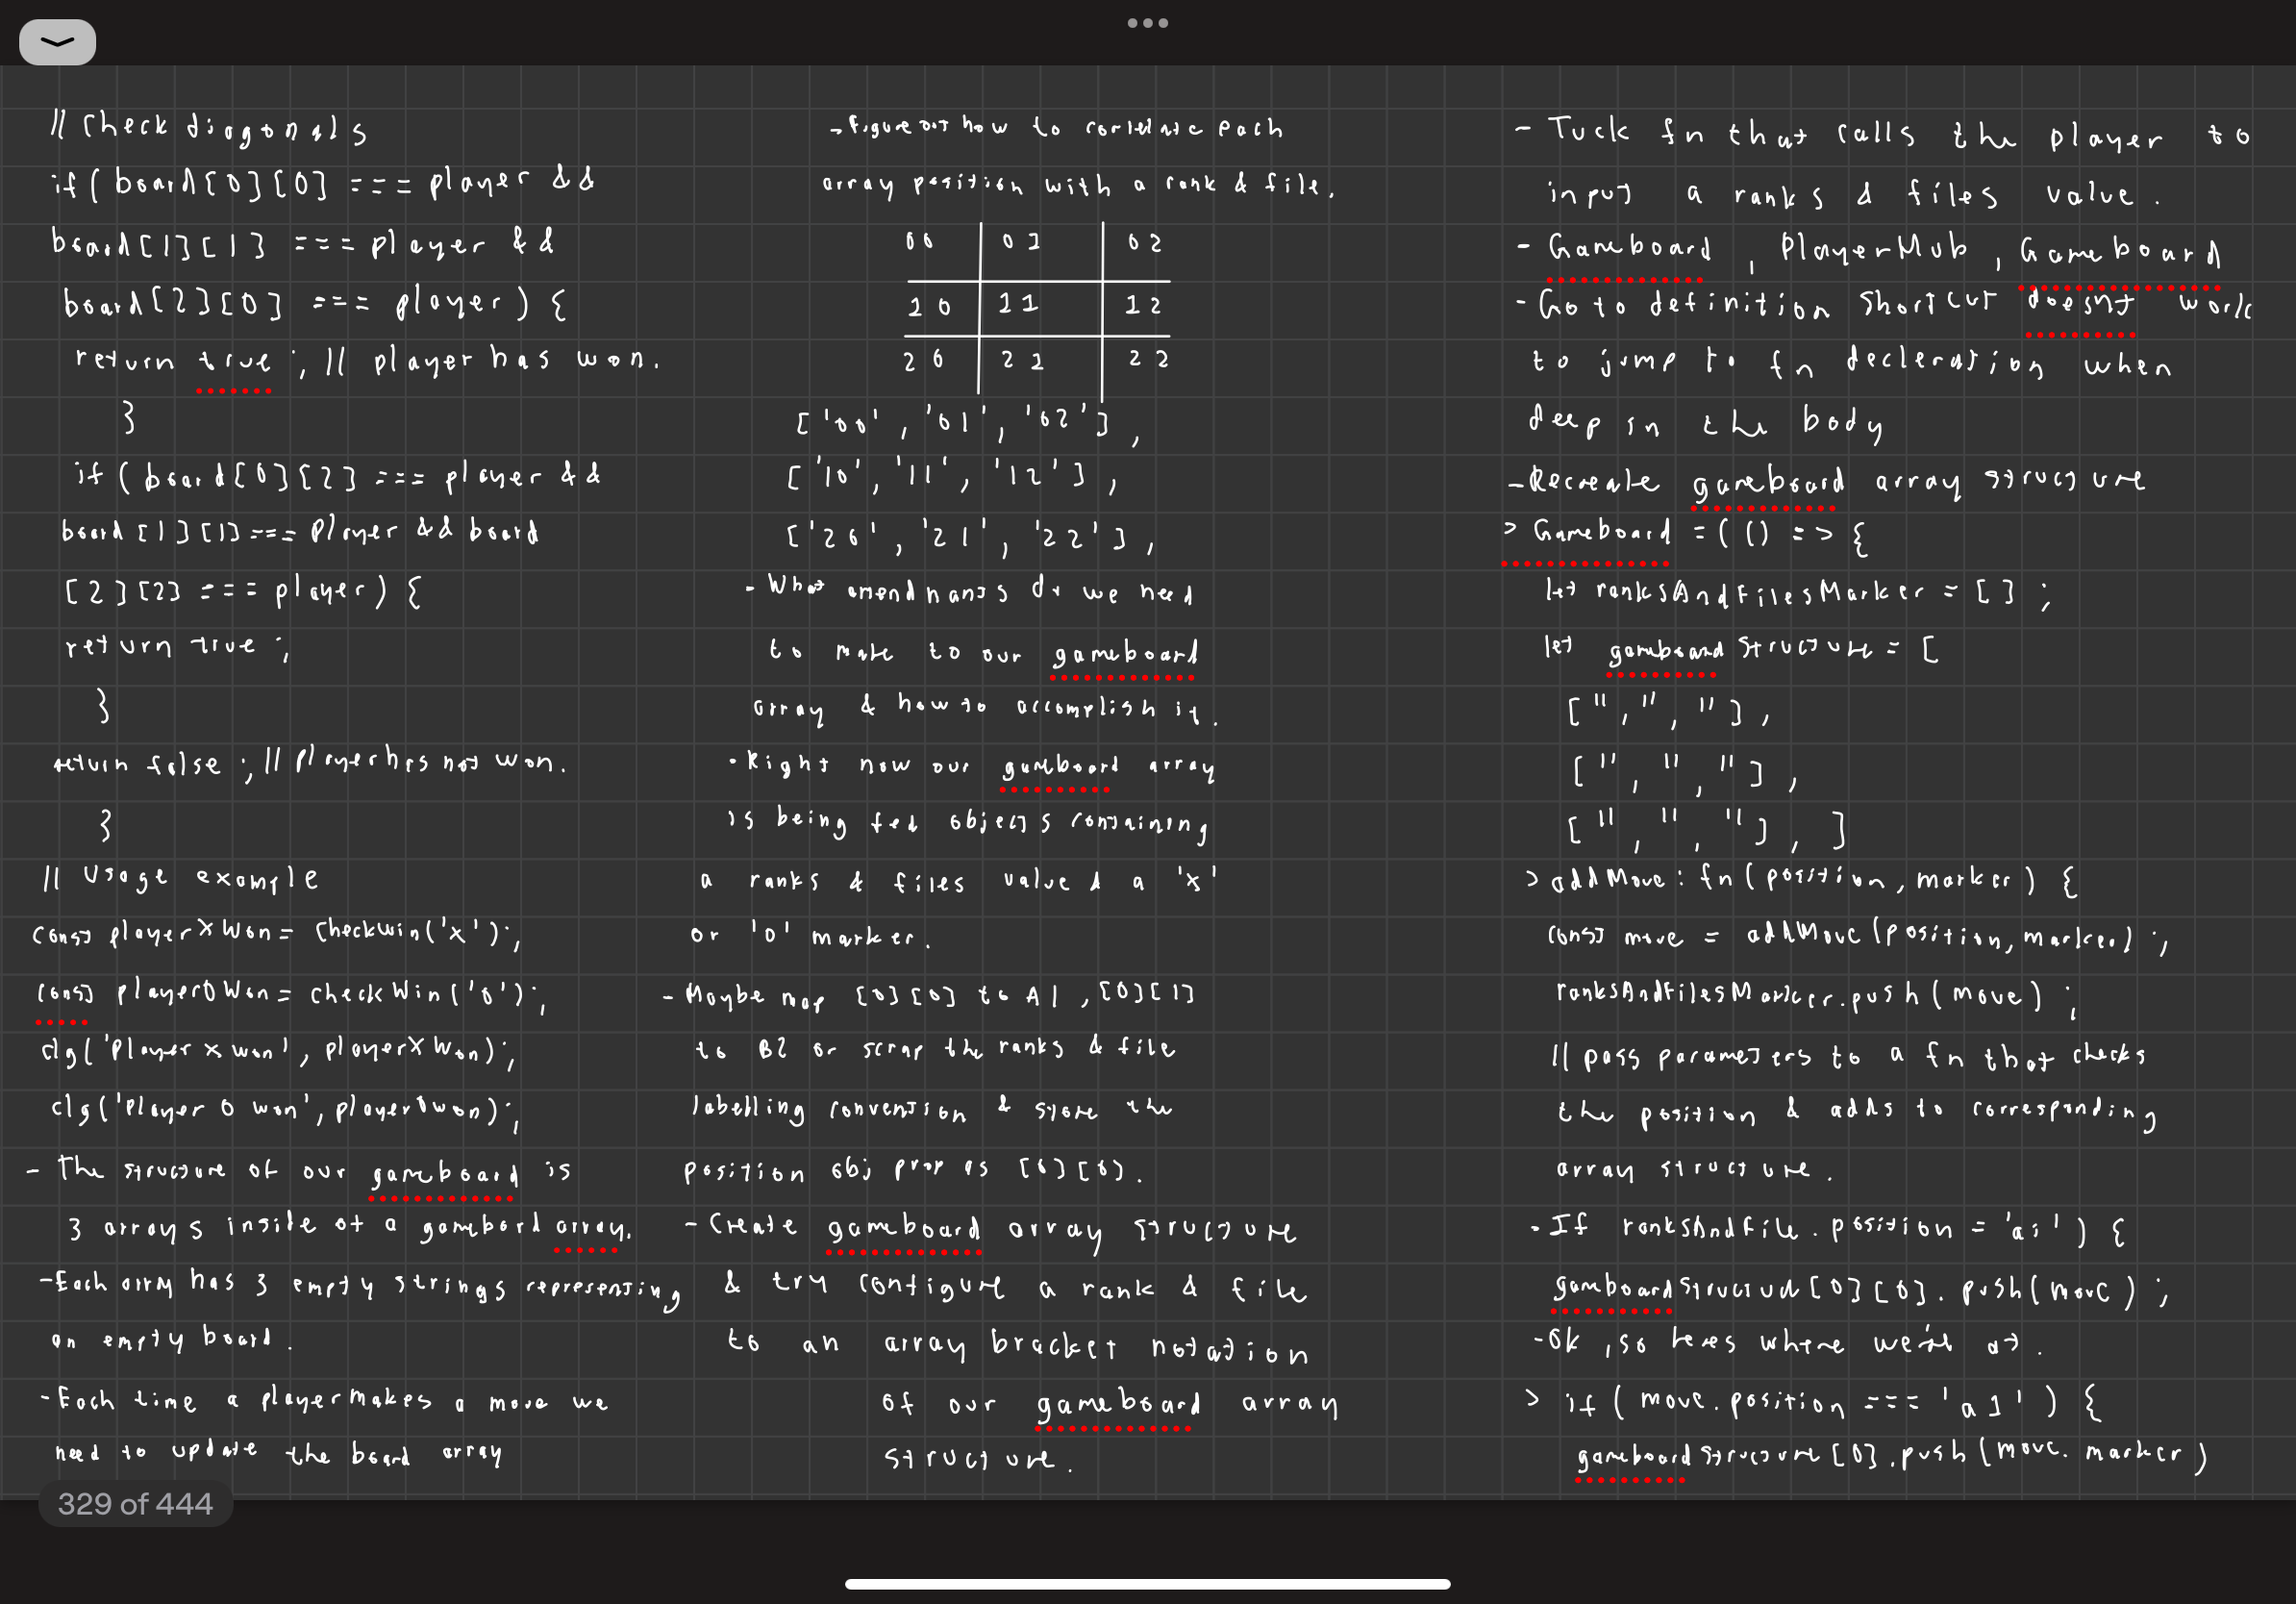 // Check diagonals
if ( board[0][0] === player &&
board[1][1] === player &&
board[2][0] === player) {
return true ; // player has won.
}
if ( board[0][2] === player &&
board [1][1] === player && board
[2][2] === player) {
return true ;
}
return false ; // Player has not won.
}
// Usage example
const playerXWon = checkWin('x');
const playerOWon = checkWin('o');
clg('Player x won', playerXWon);
clg('Player O won', playerOwon);
- The structure of our gameboard is
3 arrays inside of a gamebord array.
- Each array has 3 empty strings representing
an empty board.
- Each time a player makes a move we
need to update the board array
- Figure out how to corrlate each
array position with a rank & file.
00 01 02
10 11 12
20 21 22
['00', '01', '02'],
['10', '11', '12'],
['20', '21', '22'],
- What do we need
to make to our gameboard
array & how to accomplish it.
- Right now our gameboard array
is being fed objects containing
a ranks & files value & a 'x'
or 'o' marker.
- Maybe map [0][0] to A1, [0][1]
to B2 or scrap the ranks & file
labelling convention & store the
position obj prop as [0][0].
- Create gameboard array structure
& try configure a rank & file
to an array bracket notation
of our gameboard array
structure.
- Tuck fn that calls the player to
input a ranks & files value.
- Gameboard, PlayerMub, Gameboard
- Go to definition shortcut doesnt work
to jump to fn decleration when
deep in the body
- Recreate gameboard array structure
> Gameboard = ( () => {
let ranksAndFilesMarker = [] ;
let gameboardStructure = [
['', '', ''],
['', '', ''],
['', '', ''], ]
> addMove: fn(position, marker) {
const move = addMove(position, marker) ;
ranksAndFilesMarker.push(move) ;
// pass parameters to a fn that checks
the position & adds to corresponding
array structure.
- If ranksAndFile.position = 'a1') {
gamboardStructud[0][0].push(move) ;
- Ok, so heres where we're at.
> if ( move.position === 'a1') {
gameboardStructure[0].push(move.marker)
329 of 444